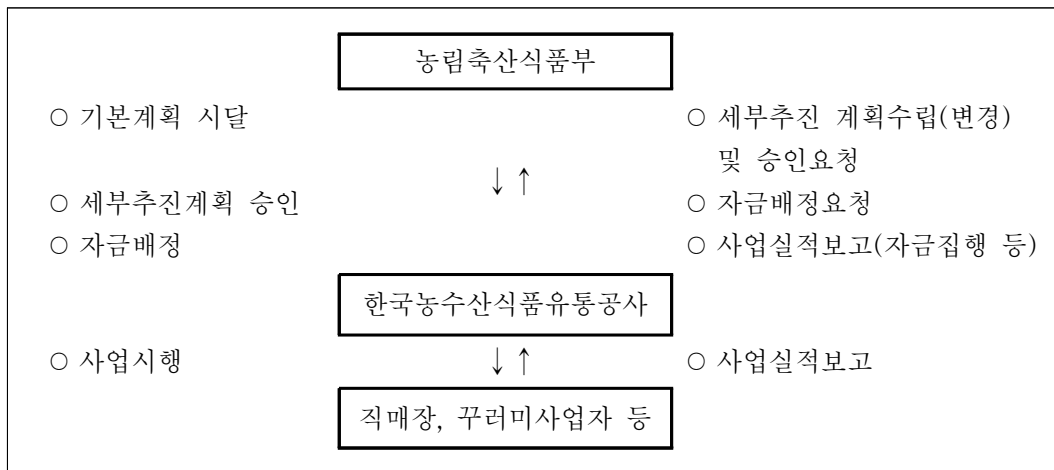 농림축산식품부
○ 기본계획 시달
○ 세부추진 계획수립(변경)
및 승인요청
↓↑
○ 세부추진계획 승인
○ 자금배정요청
○ 자금배정
○ 사업실적보고(자금집행 등)
한국농수산식품유통공사
○ 사업시행
↓↑
○ 사업실적보고
직매장, 꾸러미사업자 등